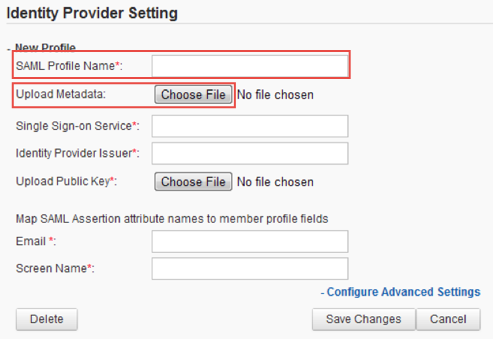 Identity Provider Setting
- New Profile
SAML Profile Name*:
Upload Metadata: Choose File No file chosen
Single Sign-on Service*:
Identity Provider Issuer*:
Upload Public Key*: Choose File No file chosen
Map SAML Assertion attribute names to member profile fields
Email *:
Screen Name*:
- Configure Advanced Settings
Delete Save Changes Cancel